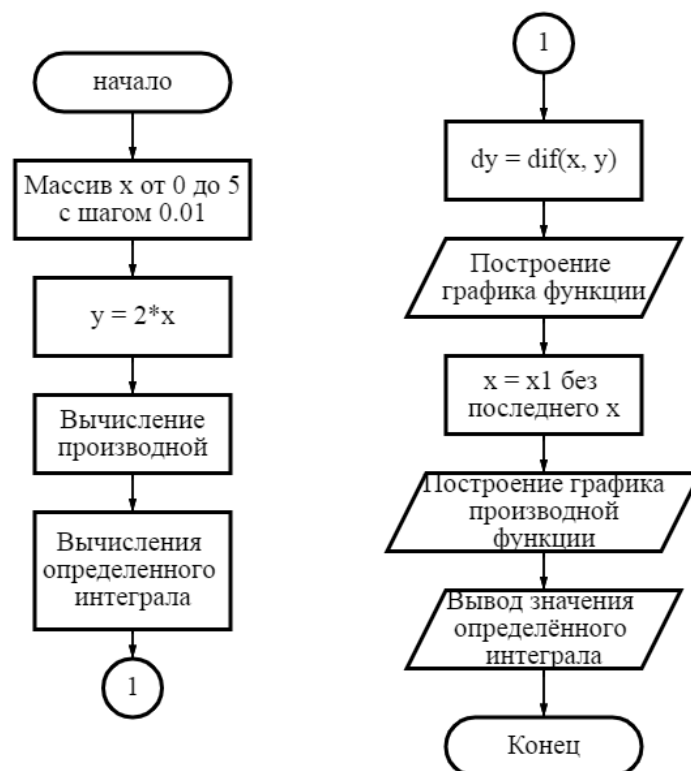 начало
Массив x от 0 до 5
с шагом 0.01
y = 2*x
Вычисление
производной
Вычисления
определенного
интеграла
1
1
dy = dif(x, y)
Построение
графика функции
x = x1 без
последнего x
Построение графика
производной
функции
Вывод значения
определённого
интеграла
Конец